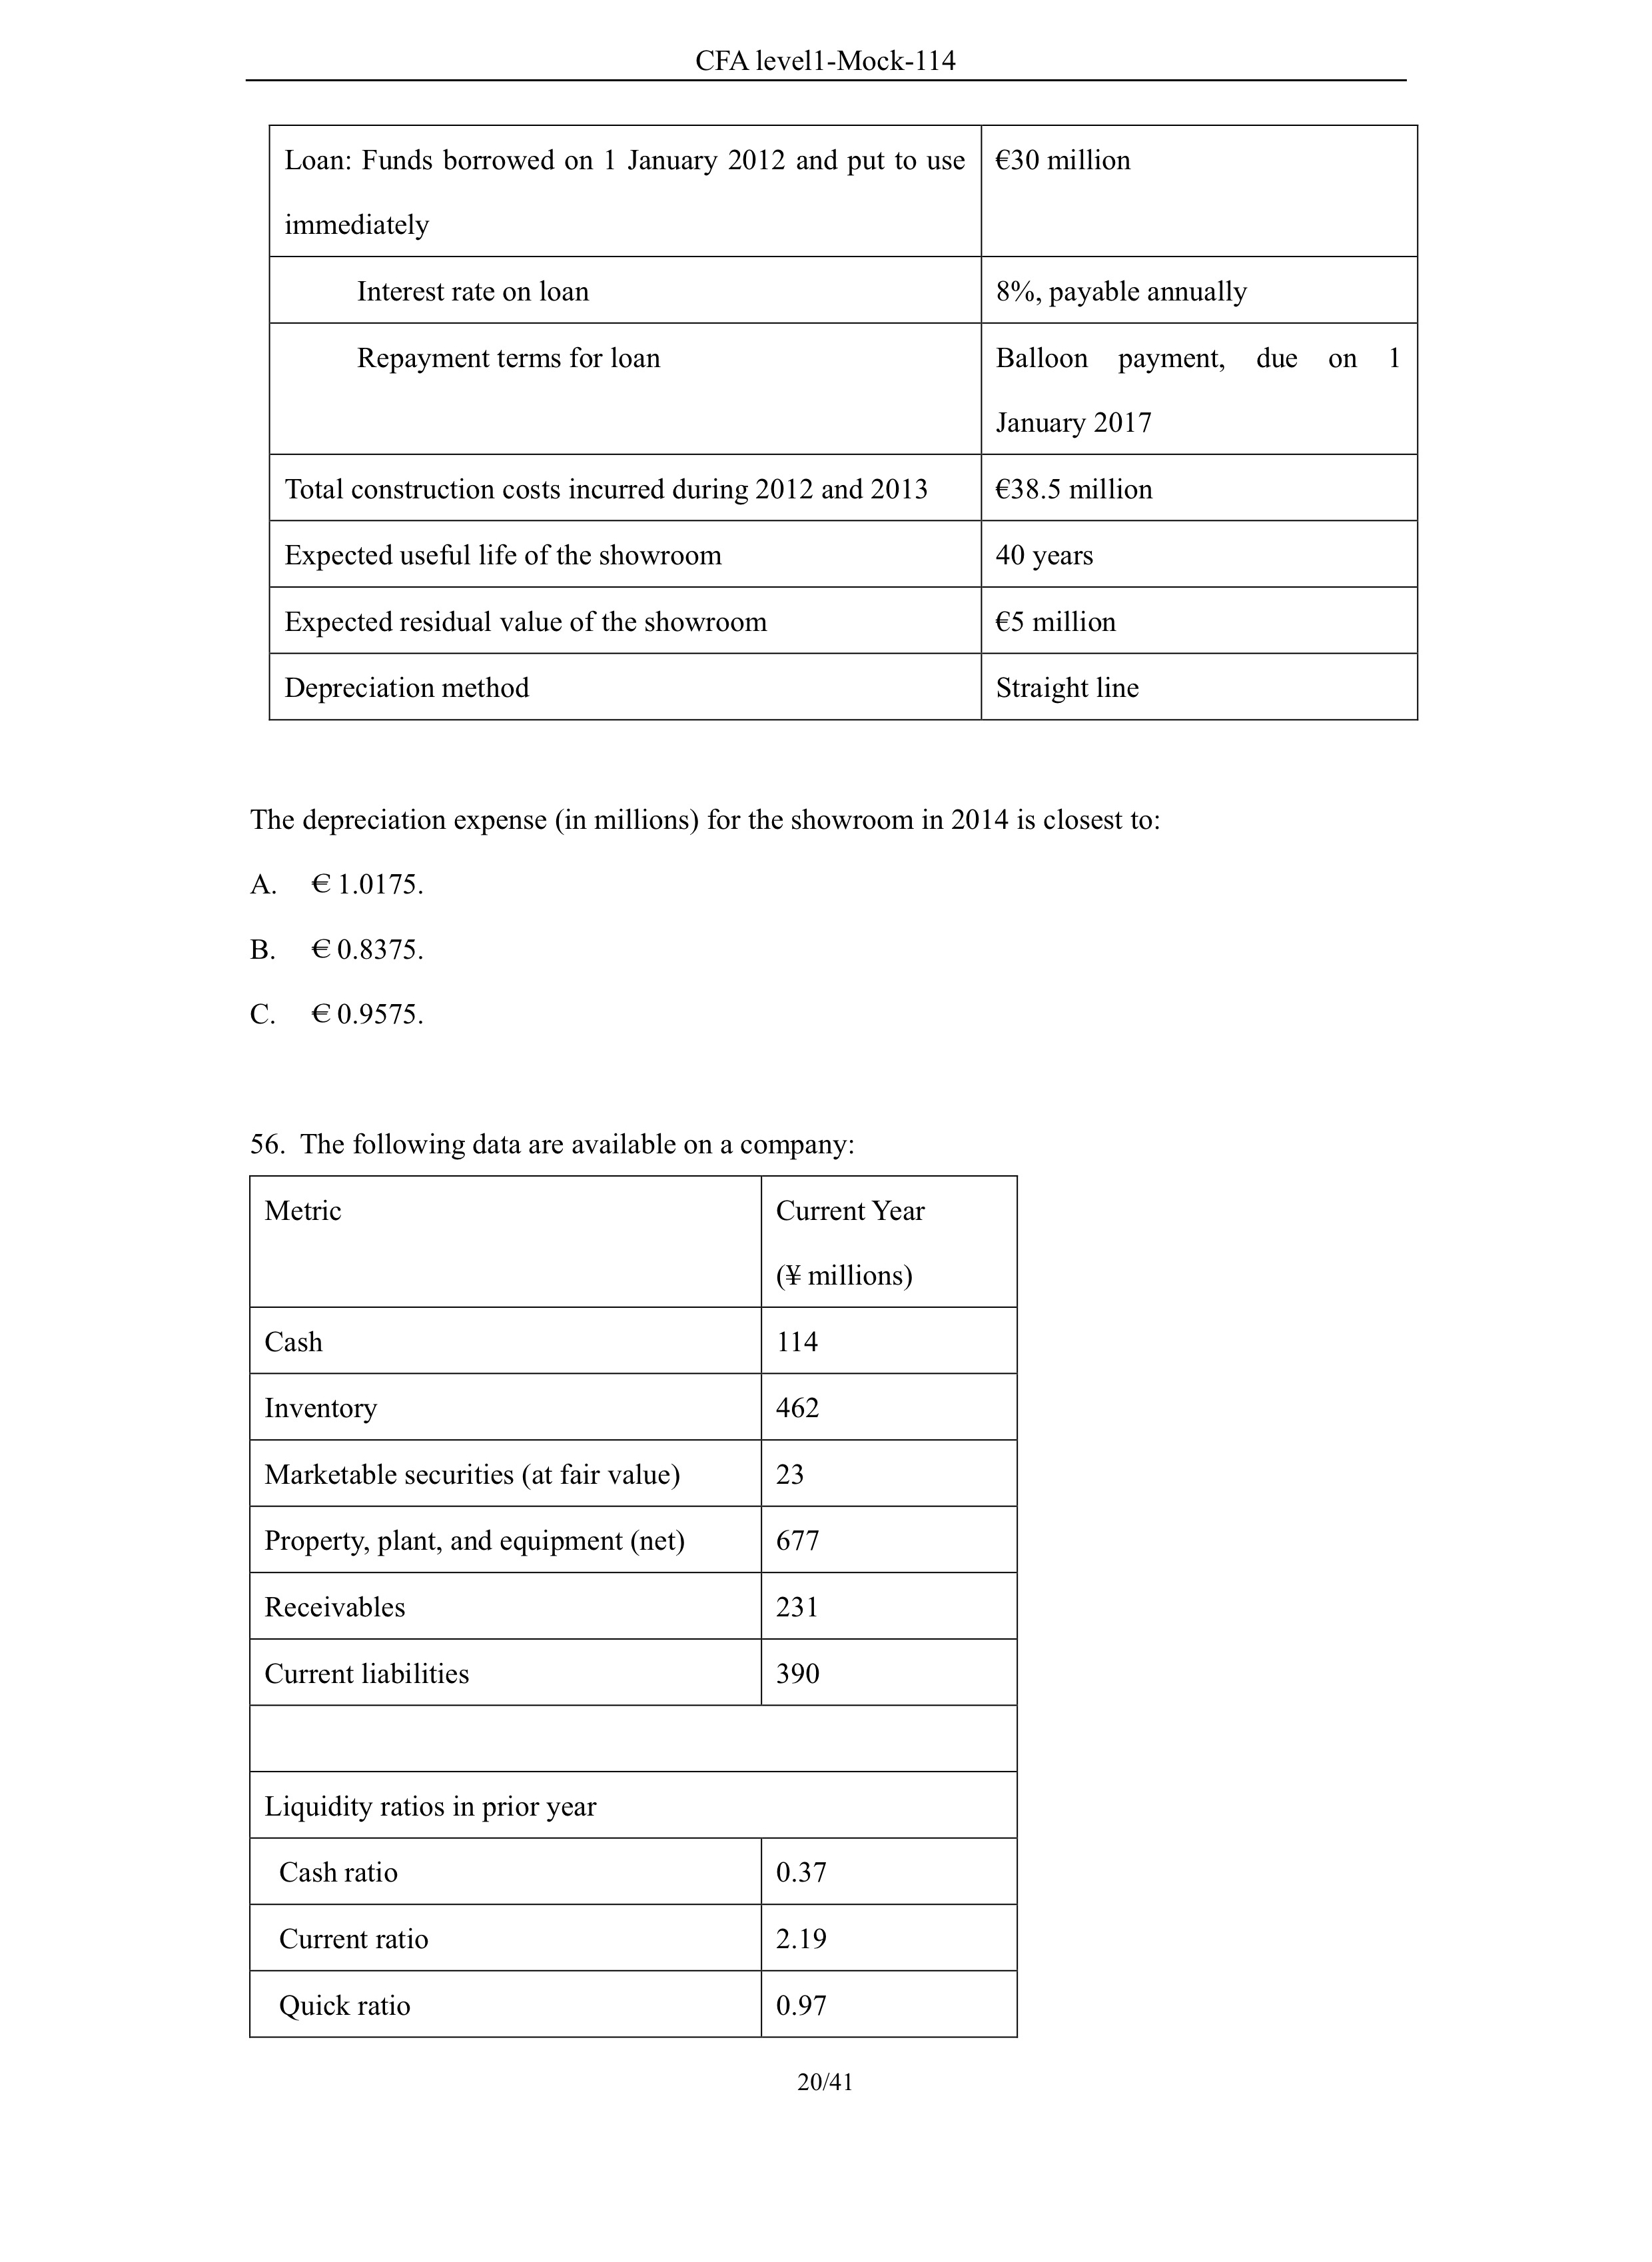 CFA level1-Mock-114
Loan: Funds borrowed on 1 January 2012 and put to use €30 million
immediately
Interest rate on loan 8%, payable annually
Repayment terms for loan Balloon payment, due on 1
January 2017
Total construction costs incurred during 2012 and 2013 €38.5 million
Expected useful life of the showroom 40 years
Expected residual value of the showroom €5 million
Depreciation method Straight line
The depreciation expense (in millions) for the showroom in 2014 is closest to:
A. € 1.0175.
B. € 0.8375.
C. € 0.9575.
56. The following data are available on a company:
Metric Current Year
(¥ millions)
Cash 114
Inventory 462
Marketable securities (at fair value) 23
Property, plant, and equipment (net) 677
Receivables 231
Current liabilities 390
Liquidity ratios in prior year
Cash ratio 0.37
Current ratio 2.19
Quick ratio 0.97
20/41